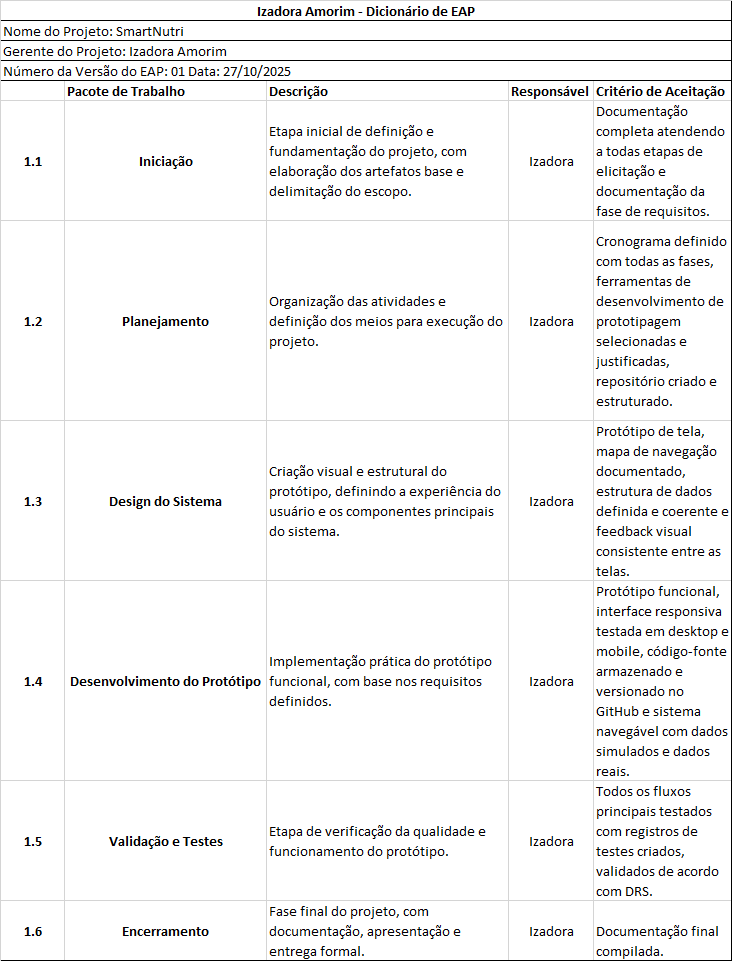 Izadora Amorim - Dicionário de EAP
Nome do Projeto: SmartNutri
Gerente do Projeto: Izadora Amorim
Número da Versão do EAP: 01 Data: 27/10/2025
Pacote de Trabalho Descrição Responsável Critério de Aceitação
1.1
Iniciação
Etapa inicial de definição e
fundamentação do projeto, com
elaboração dos artefatos base e
delimitação do escopo.
Izadora
Documentação
completa atendendo
a todas etapas de
elicitação e
documentação da
fase de requisitos.
1.2
Planejamento
Organização das atividades e
definição dos meios para execução do
projeto.
Izadora
Cronograma definido
com todas as fases,
ferramentas de
desenvolvimento de
prototipagem
selecionadas e
justificadas,
repositório criado e
estruturado.
1.3
Design do Sistema
Criação visual e estrutural do
protótipo, definindo a experiência do
usuário e os componentes principais
do sistema.
Izadora
Protótipo de tela,
mapa de navegação
documentado,
estrutura de dados
definida e coerente e
feedback visual
consistente entre as
telas.
1.4
Desenvolvimento do Protótipo
Implementação prática do protótipo
funcional, com base nos requisitos
definidos.
Izadora
Protótipo funcional,
interface responsiva
testada em desktop e
mobile, código-fonte
armazenado e
versionado no
GitHub e sistema
navegável com dados
simulados e dados
reais.
1.5
Validação e Testes
Etapa de verificação da qualidade e
funcionamento do protótipo.
Izadora
Todos os fluxos
principais testados
com registros de
testes criados,
validados de acordo
com DRS.
1.6
Encerramento
Fase final do projeto, com
documentação, apresentação e
entrega formal.
Izadora
Documentação final
compilada.